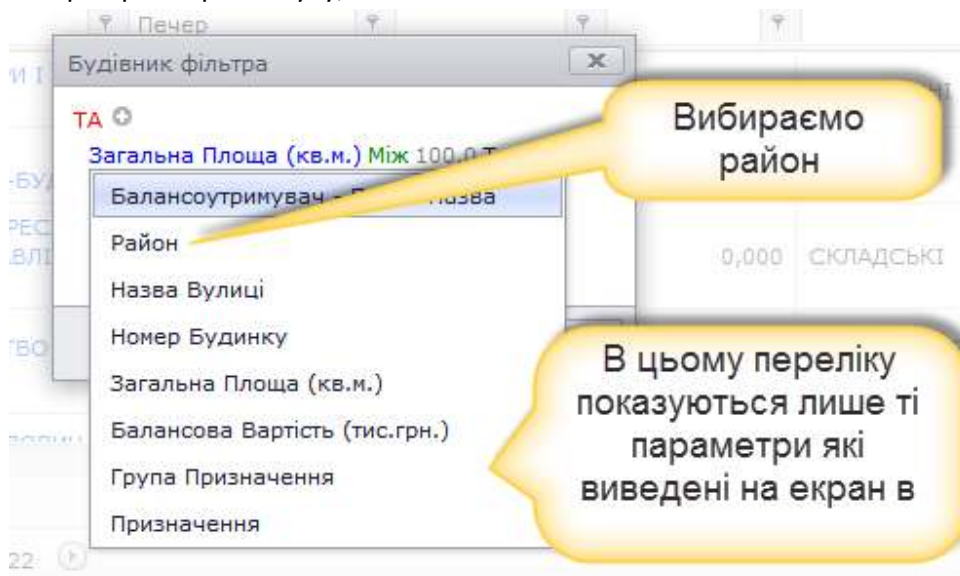 Печер
Будівник фільтра
ТА
Загальна Площа (кв.м.) Між 100,0 Т
Балансоутримувач -
Район
Назва Вулиці
Номер Будинку
Загальна Площа (кв.м.)
Балансова Вартість (тис.грн.)
Група Призначення
Призначення
Вибираємо
район
0,000 СКЛАДСЬКІ
В цьому переліку
показуються лише ті
параметри які
виведені на екран в
22